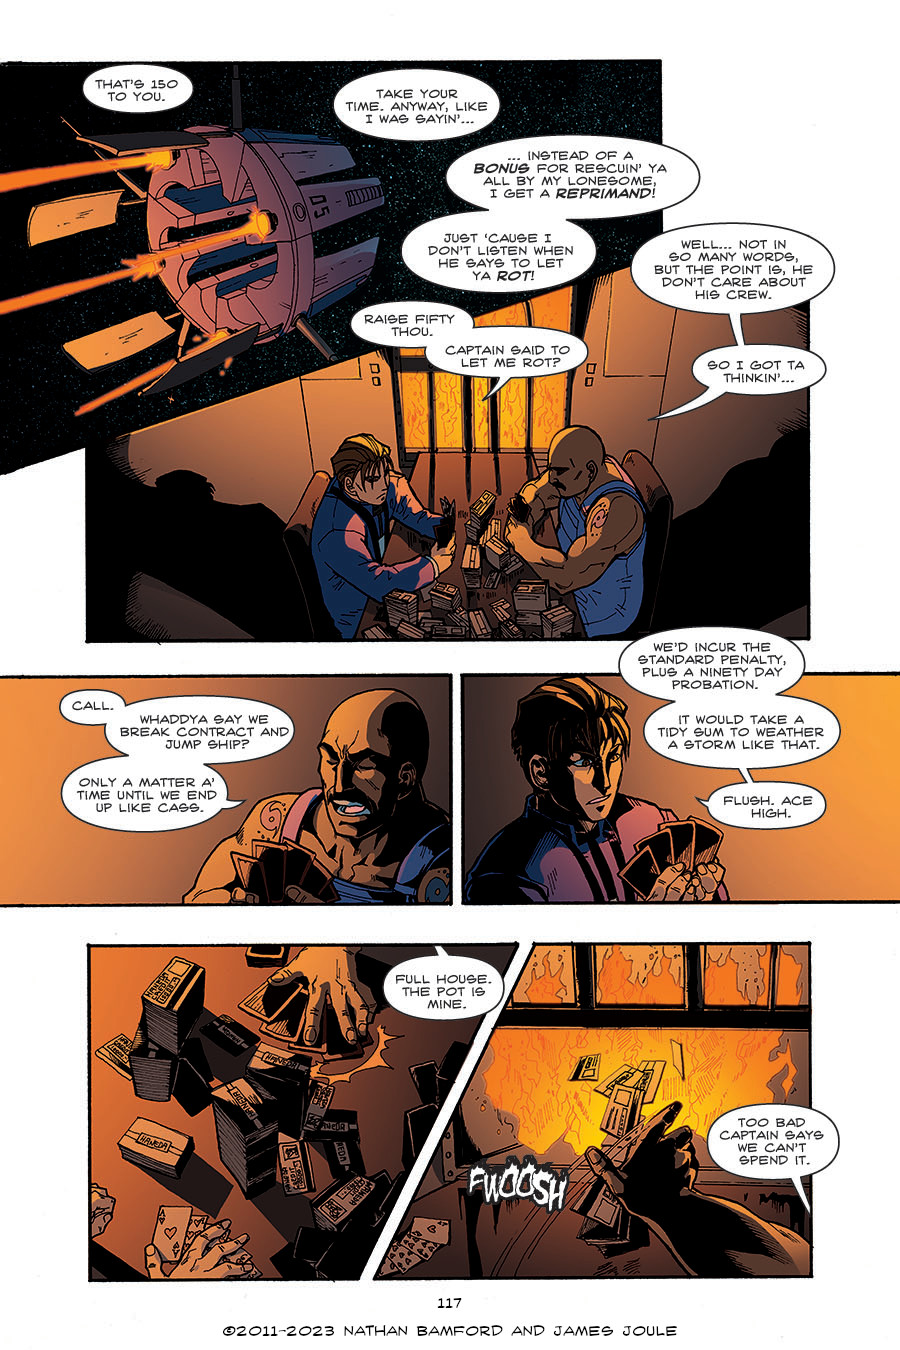 THAT'S 150
TO YOU.
TAKE YOUR
TIME. ANYWAY, LIKE
I WAS SAYIN'...
... INSTEAD OF A
BONUS FOR RESCUIN' YA
ALL BY MY LONESOME,
I GET A REPRIMAND!
JUST 'CAUSE I
DON'T LISTEN WHEN
HE SAYS TO LET
YA ROT!
D5
WELL... NOT IN
SO MANY WORDS,
BUT THE POINT IS, HE
DON'T CARE ABOUT
HIS CREW.
RAISE FIFTY
THOU.
CAPTAIN SAID TO
LET ME ROT?
SO I GOT TA
THINKIN'...
CALL.
WHADDYA SAY WE
BREAK CONTRACT AND
JUMP SHIP?
ONLY A MATTER A'
TIME UNTIL WE END
UP LIKE CASS.
WE'D INCUR THE
STANDARD PENALTY,
PLUS A NINETY DAY
PROBATION.
IT WOULD TAKE A
TIDY SUM TO WEATHER
A STORM LIKE THAT.
FLUSH. ACE
HIGH.
FULL HOUSE.
THE POT IS
MINE.
HANEDA
HANEDA
HANEDA
A
TOO BAD
CAPTAIN SAYS
WE CAN'T
SPEND IT.
FWOOSH
117
©2011-2023 NATHAN BAMFORD AND JAMES JOULE